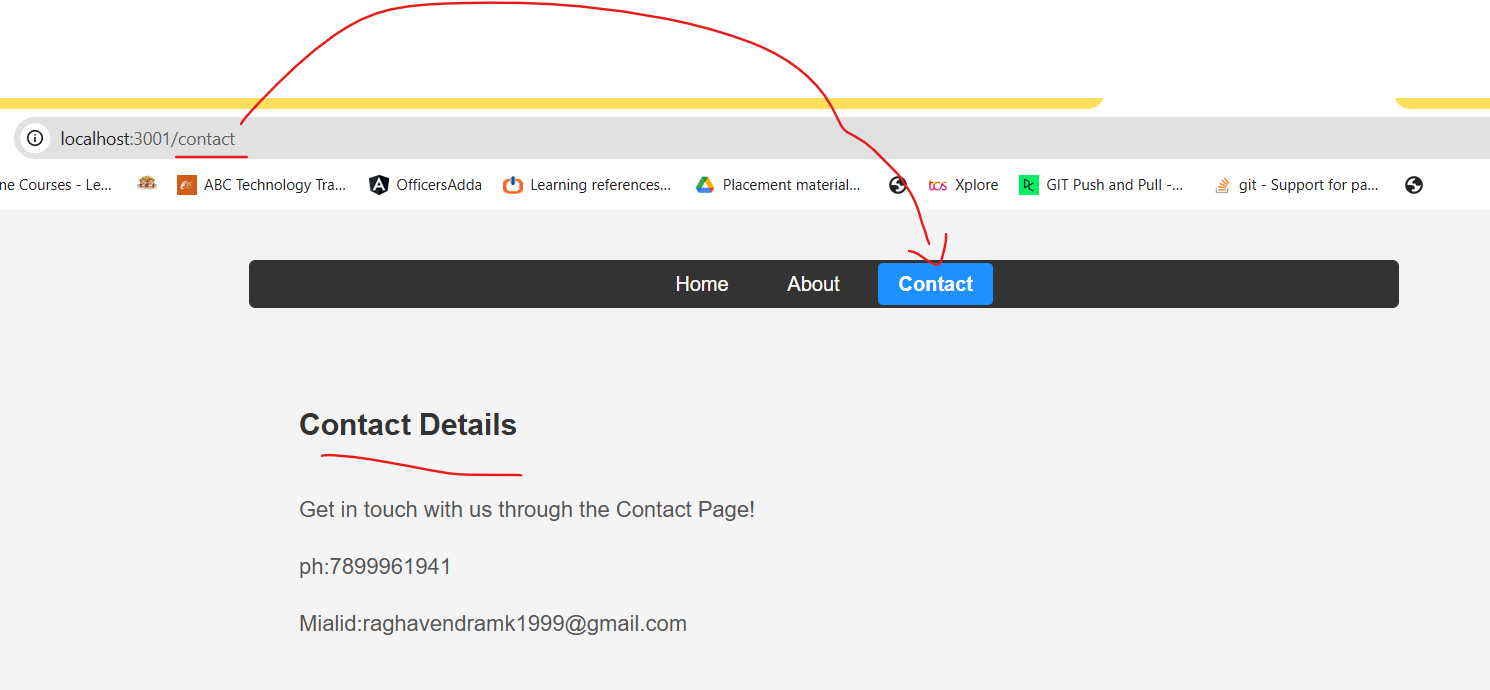 localhost:3001/contact
ne Courses - Le... ABC Technology Tra... OfficersAdda Learning references... Placement material... tcs Xplore GIT Push and Pull -... git - Support for pa...
Home About Contact
Contact Details
Get in touch with us through the Contact Page!
ph:7899961941
Mialid:raghavendramk1999@gmail.com